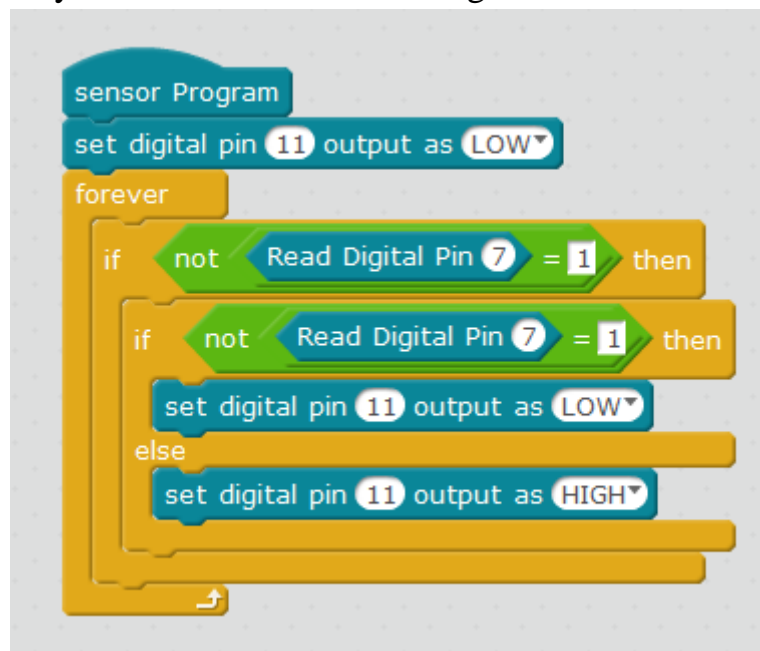 sensor Program
set digital pin 11 output as LOW
forever
if not Read Digital Pin 7 = 1 then
if not Read Digital Pin 7 = 1 then
set digital pin 11 output as LOW
else
set digital pin 11 output as HIGH